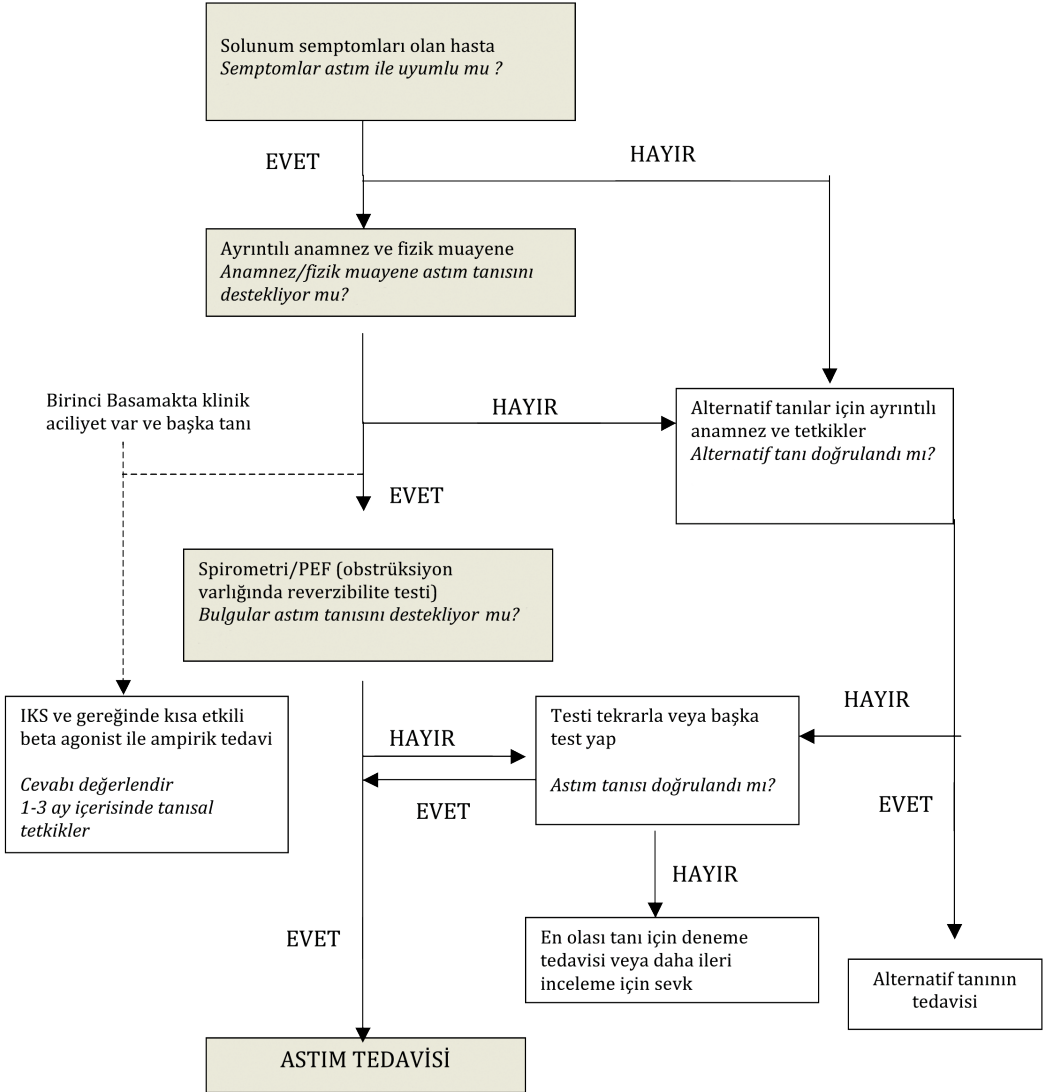 Solunum semptomları olan hasta
Semptomlar astım ile uyumlu mu ?
EVET
HAYIR
Ayrıntılı anamnez ve fizik muayene
Anamnez/fizik muayene astım tanısını
destekliyor mu?
Birinci Basamakta klinik
aciliyet var ve başka tanı
HAYIR
Alternatif tanılar için ayrıntılı
anamnez ve tetkikler
Alternatif tanı doğrulandı mı?
EVET
Spirometri/PEF (obstrüksiyon
varlığında reverzibilite testi)
Bulgular astım tanısını destekliyor mu?
IKS ve gereğinde kısa etkili
beta agonist ile ampirik tedavi
Cevabı değerlendir
1-3 ay içerisinde tanısal
tetkikler
HAYIR
EVET
Testi tekrarla veya başka
test yap
Astım tanısı doğrulandı mı?
HAYIR
EVET
HAYIR
EVET
En olası tanı için deneme
tedavisi veya daha ileri
inceleme için sevk
Alternatif tanının
tedavisi
ASTIM TEDAVİSİ